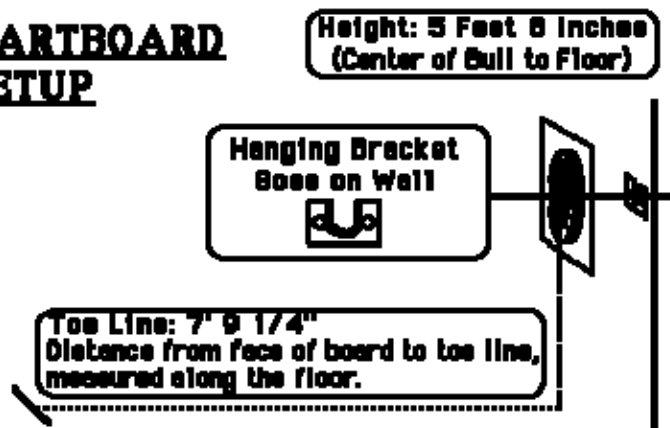 ARTBOARD
ETUP
Height: 5 Feet 8 Inches
(Center of Bull to Floor)
Hanging Bracket
Goes on Wall
Toe Line: 7' 9 1/4"
Distance from face of board to toe line,
measured along the floor.